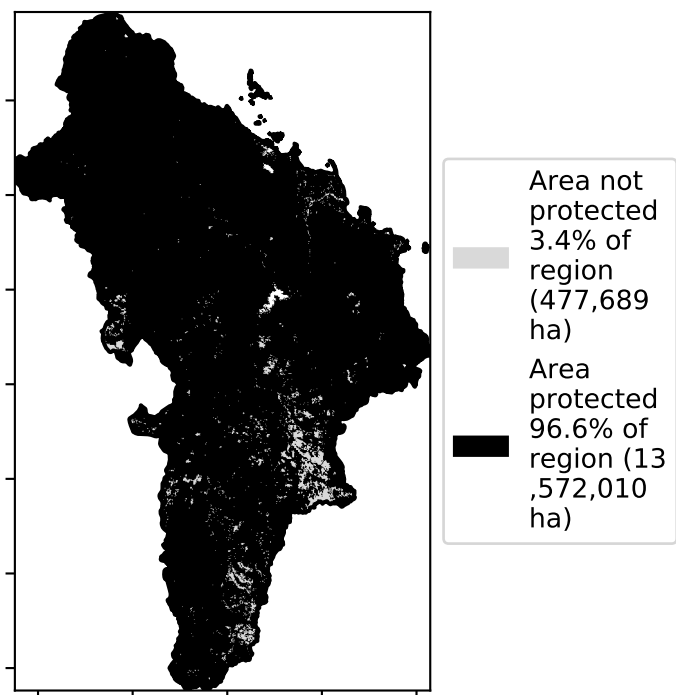 Area not
protected
3.4% of
region
(477,689
ha)
Area
protected
96.6% of
region (13
,572,010
ha)